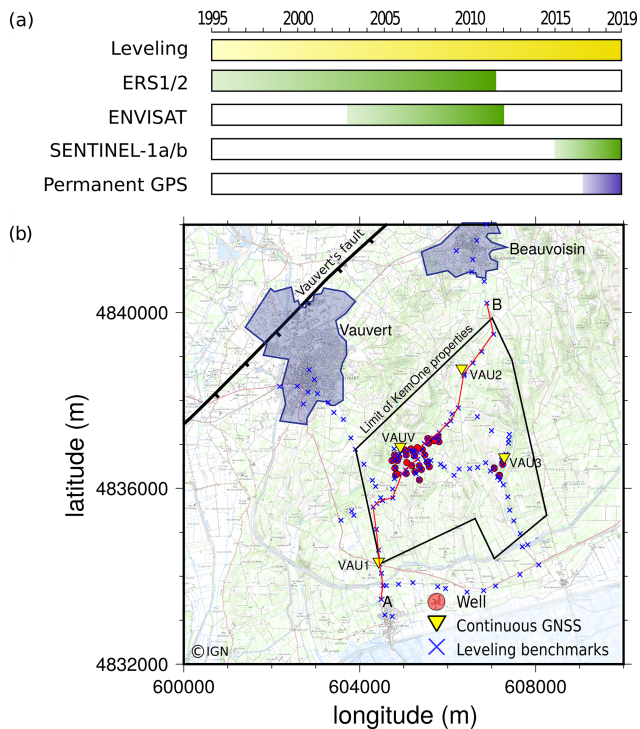 (a)
1995 2000 2005 2010 2015 2019
Leveling
ERS1/2
ENVISAT
SENTINEL-1a/b
Permanent GPS
(b)
Beauvoisin
Vauvert's fault
B
4840000
Vauvert
Limit of KemOne properties
VAU2
VAUV
VAU3
latitude (m)
4836000
VAU1
A
Well
Continuous GNSS
Leveling benchmarks
©IGN
4832000
600000 604000 608000
longitude (m)